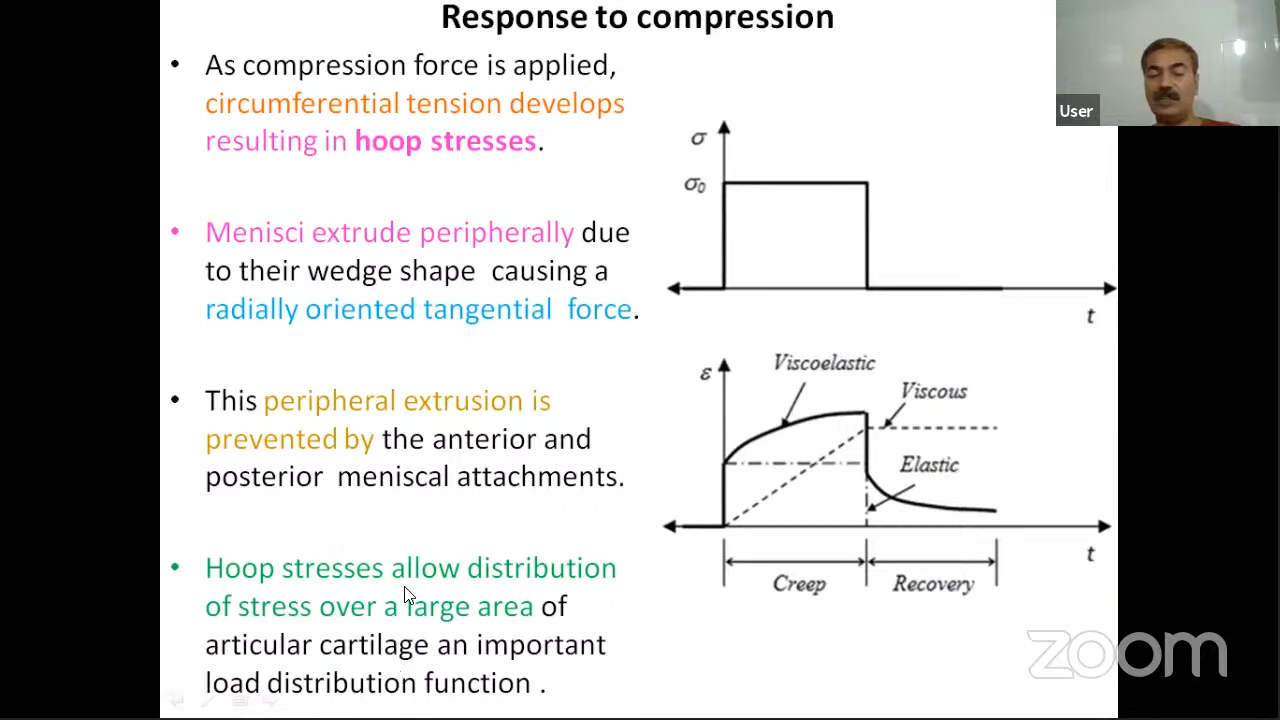 Response to compression
• As compression force is applied,
circumferential tension develops
resulting in hoop stresses.
• Menisci extrude peripherally due
to their wedge shape causing a
radially oriented tangential force.
• This peripheral extrusion is
prevented by the anterior and
posterior meniscal attachments.
• Hoop stresses allow distribution
of stress over a large area of
articular cartilage an important
load distribution function .
User
σ
σ0
t
ε
Viscoelastic
Viscous
Elastic
t
Creep
Recovery
zoom